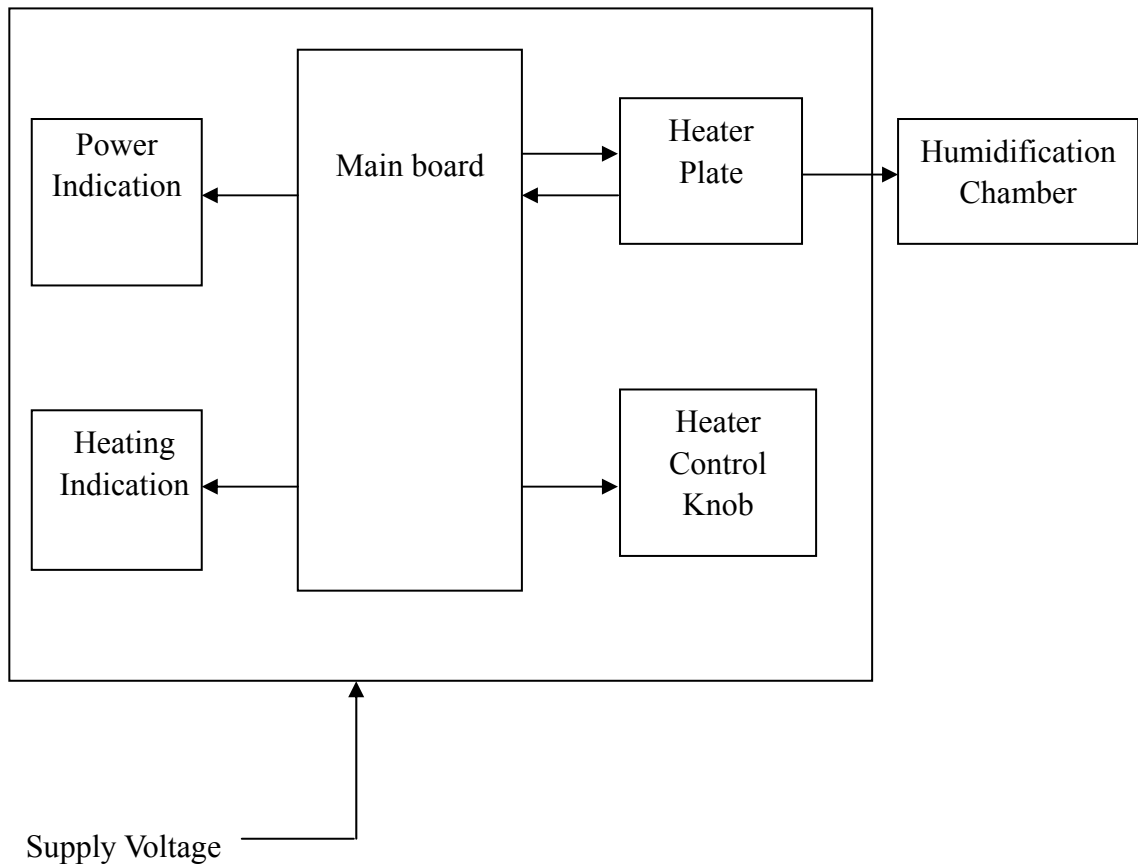 Power
Indication
Main board
Heater
Plate
Humidification
Chamber
Heating
Indication
Heater
Control
Knob
Supply Voltage